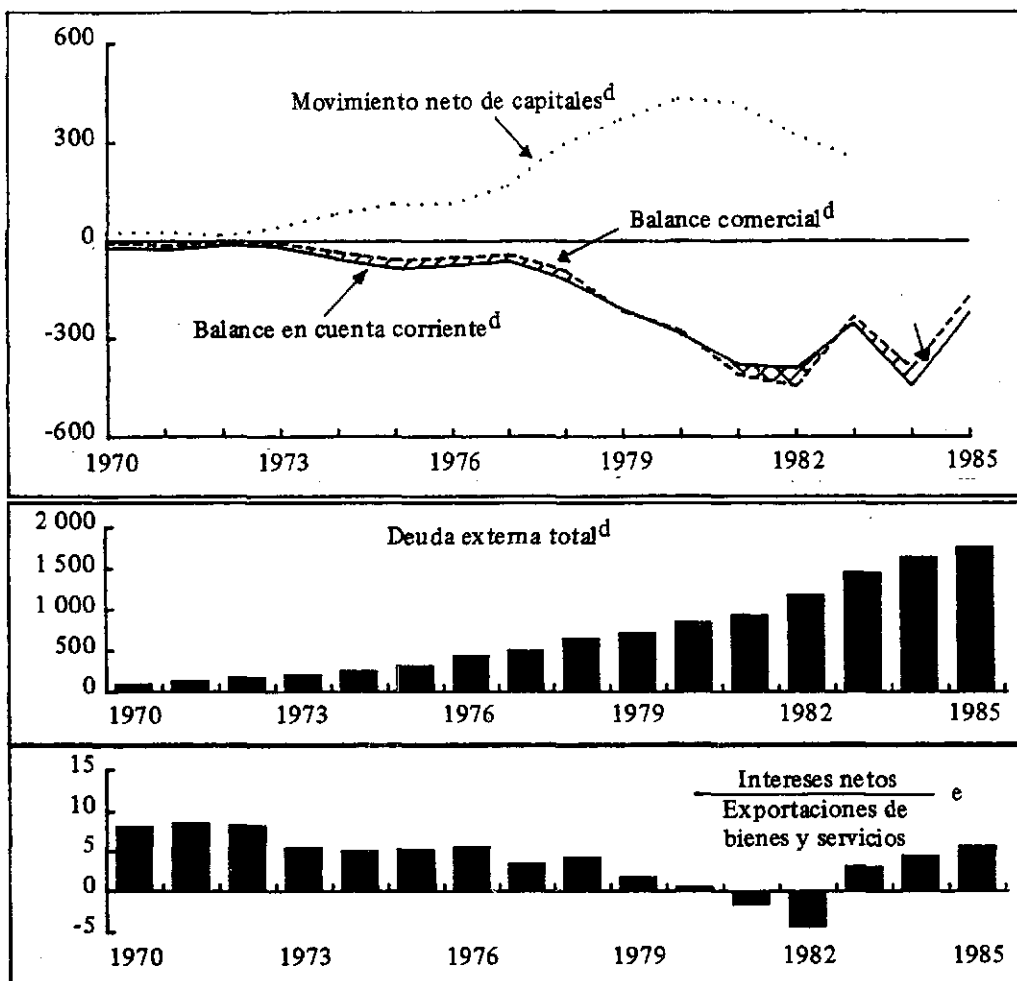 600
Movimiento neto de capitales^d
300
Balance comercial^d
0
Balance en cuenta corriente^d
-300
-600
1970 1973 1976 1979 1982 1985
2 000
Deuda externa total^d
1 500
1 000
500
0
1970 1973 1976 1979 1982 1985
15
Intereses netos
e
10
Exportaciones de
bienes y servicios
5
0
-5
1970 1973 1976 1979 1982 1985